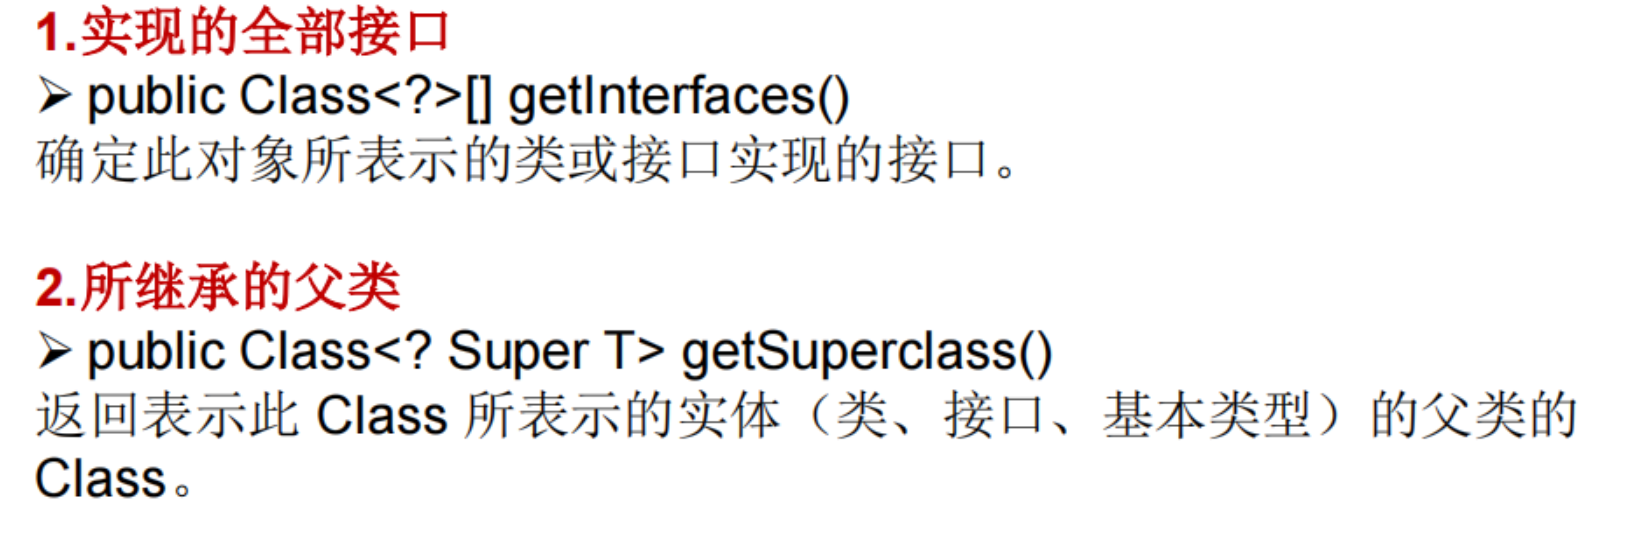 1.实现的全部接口
➢ public Class<?>[] getInterfaces()
确定此对象所表示的类或接口实现的接口。
2.所继承的父类
➢ public Class<? Super T> getSuperclass()
返回表示此 Class 所表示的实体（类、接口、基本类型）的父类的
Class。